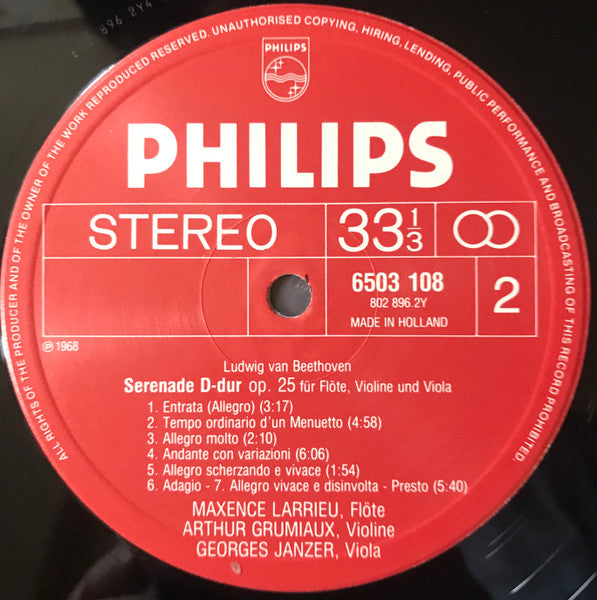 896 2Y
ALL RIGHTS OF THE PRODUCER AND OF THE OWNER OF THE WORK REPRODUCED RESERVED. UNAUTHORISED COPYING, HIRING, LENDING, PUBLIC PERFORMANCE AND BROADCASTING OF THIS RECORD PROHIBITED.
PHILIPS
PHILIPS
STEREO 33 1/3
6503 108
802 896.2Y
MADE IN HOLLAND
2
℗ 1968
Ludwig van Beethoven
Serenade D-dur op. 25 für Flöte, Violine und Viola
1. Entrata (Allegro) (3:17)
2. Tempo ordinario d'un Menuetto (4:58)
3. Allegro molto (2:10)
4. Andante con variazioni (6:06)
5. Allegro scherzando e vivace (1:54)
6. Adagio - 7. Allegro vivace e disinvolta - Presto (5:40)
MAXENCE LARRIEU, Flöte
ARTHUR GRUMIAUX, Violine
GEORGES JANZER, Viola